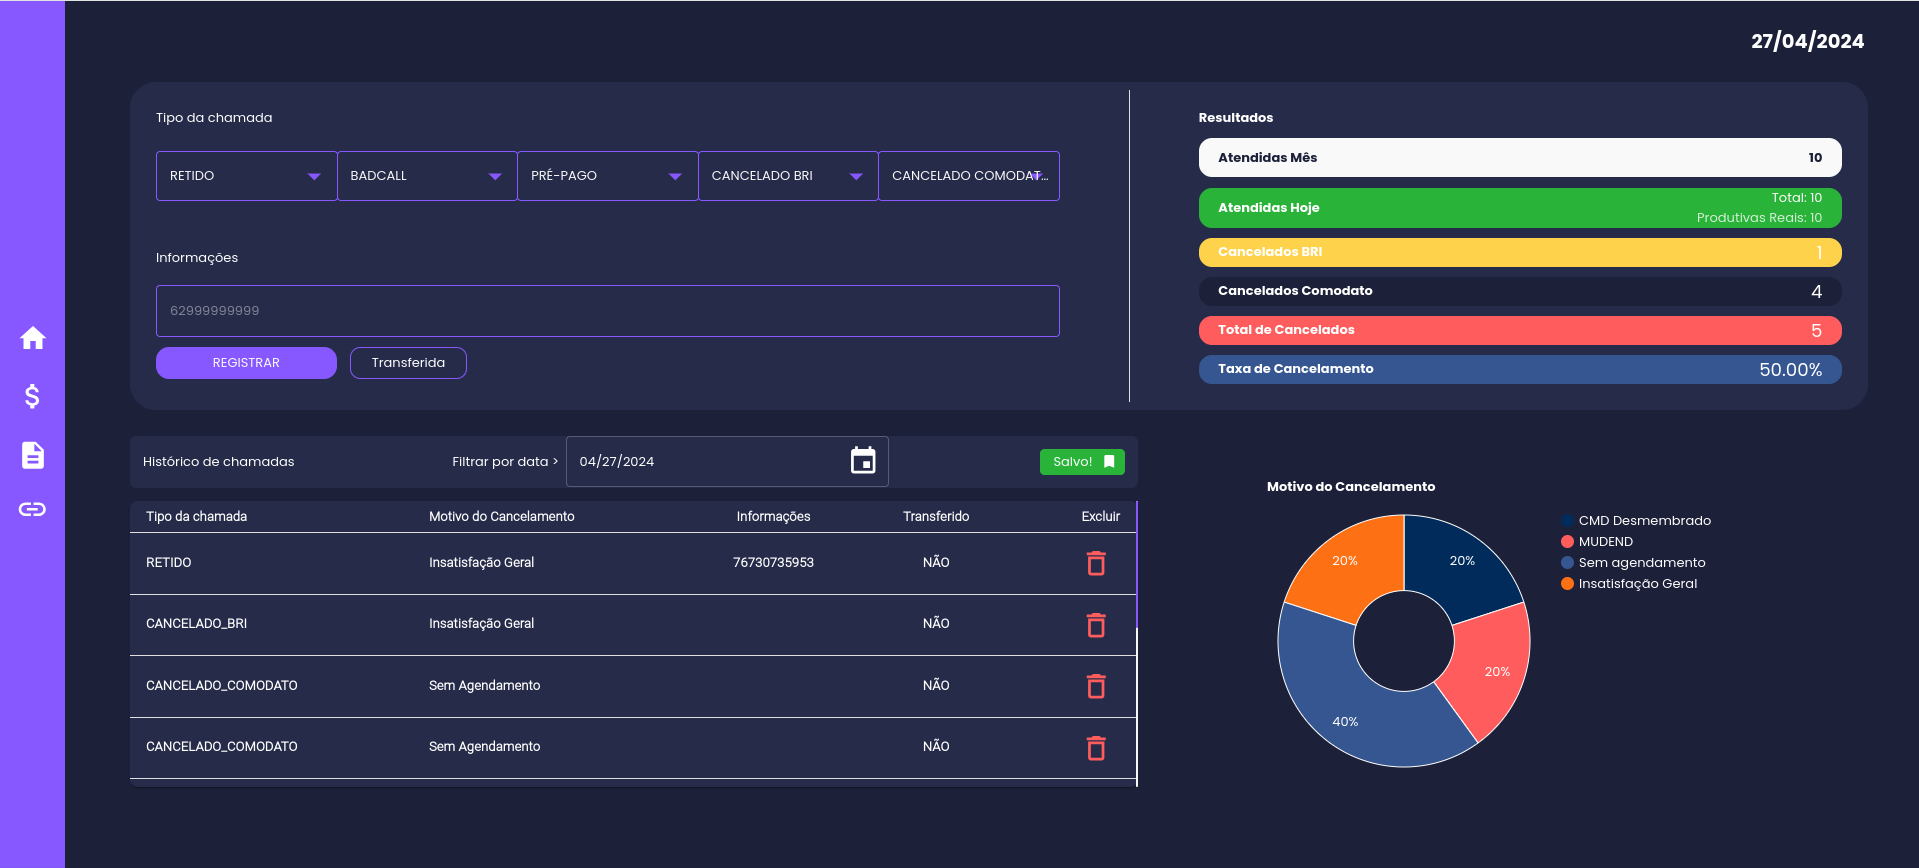 27/04/2024
Tipo da chamada
RETIDO BADCALL PRÉ-PAGO CANCELADO BRI CANCELADO COMODAT...
Informações
62999999999
REGISTRAR Transferida
Resultados
Atendidas Mês 10
Atendidas Hoje Total: 10
Produtivas Reais: 10
Cancelados BRI 1
Cancelados Comodato 4
Total de Cancelados 5
Taxa de Cancelamento 50.00%
Histórico de chamadas Filtrar por data > 04/27/2024 Salvo!
Tipo da chamada Motivo do Cancelamento Informações Transferido Excluir
RETIDO Insatisfação Geral 76730735953 NÃO
CANCELADO_BRI Insatisfação Geral NÃO
CANCELADO_COMODATO Sem Agendamento NÃO
CANCELADO_COMODATO Sem Agendamento NÃO
Motivo do Cancelamento
20% 20%
20%
40%
CMD Desmembrado
MUDEND
Sem agendamento
Insatisfação Geral